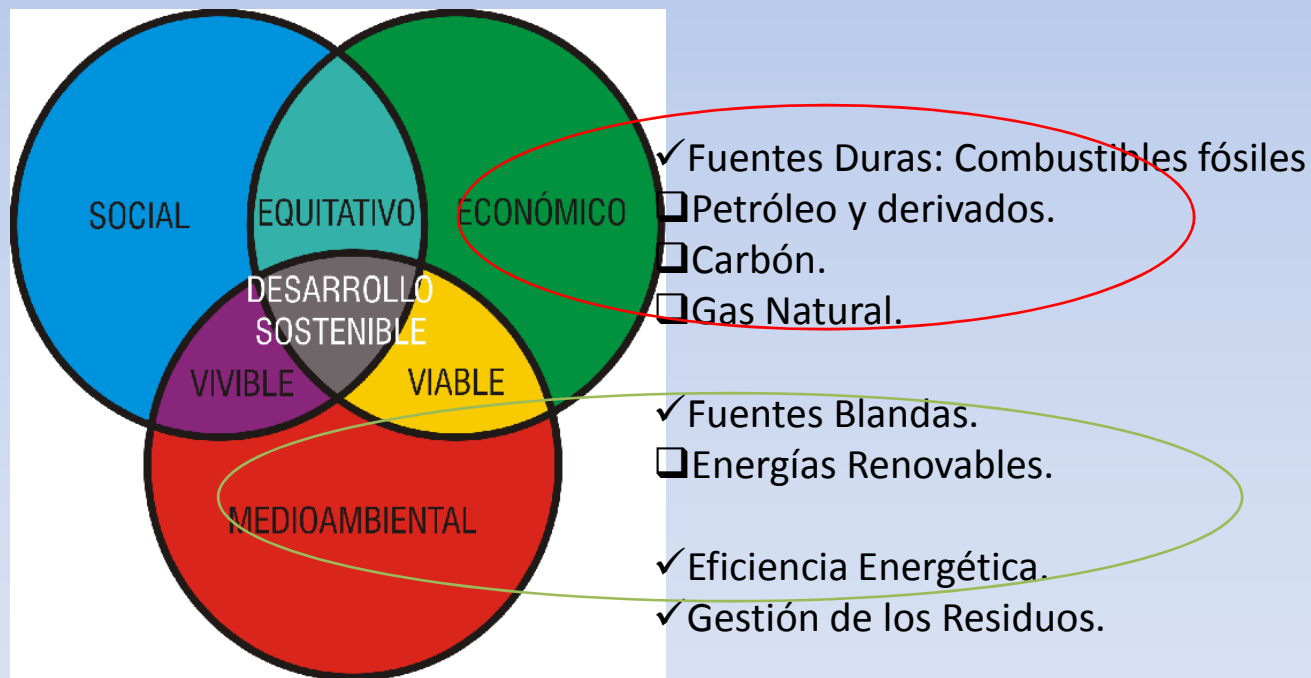 SOCIAL
EQUITATIVO
ECONÓMICO
DESARROLLO
SOSTENIBLE
VIVIBLE
VIABLE
MEDIOAMBIENTAL
✓Fuentes Duras: Combustibles fósiles
❑Petróleo y derivados.
❑Carbón.
❑Gas Natural.
✓Fuentes Blandas.
❑Energías Renovables.
✓Eficiencia Energética.
✓Gestión de los Residuos.